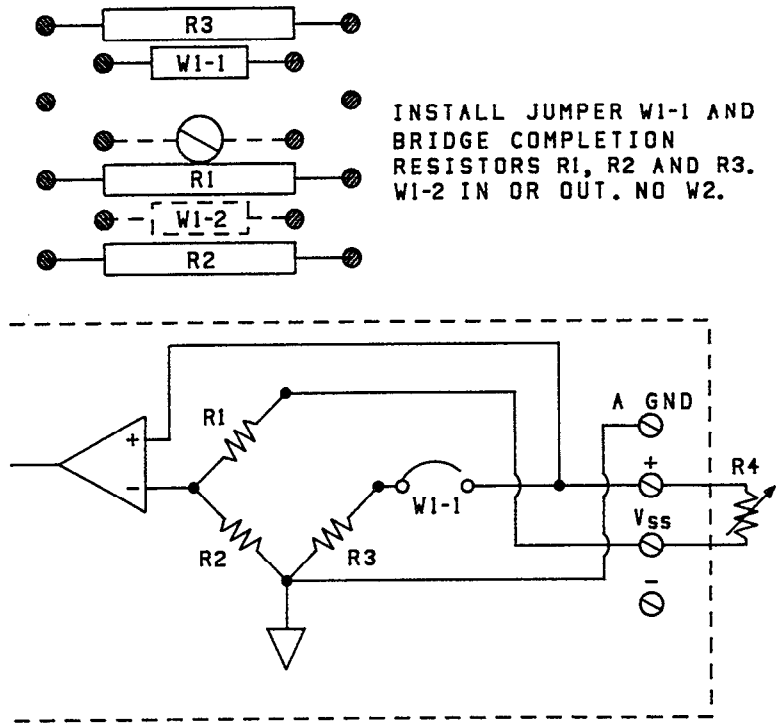 R3
W1-1
INSTALL JUMPER W1-1 AND
BRIDGE COMPLETION
RESISTORS R1, R2 AND R3.
W1-2 IN OR OUT. NO W2.
R1
W1-2
R2
A GND
R1
+
+
R4
-
W1-1
VSS
R2
R3
-